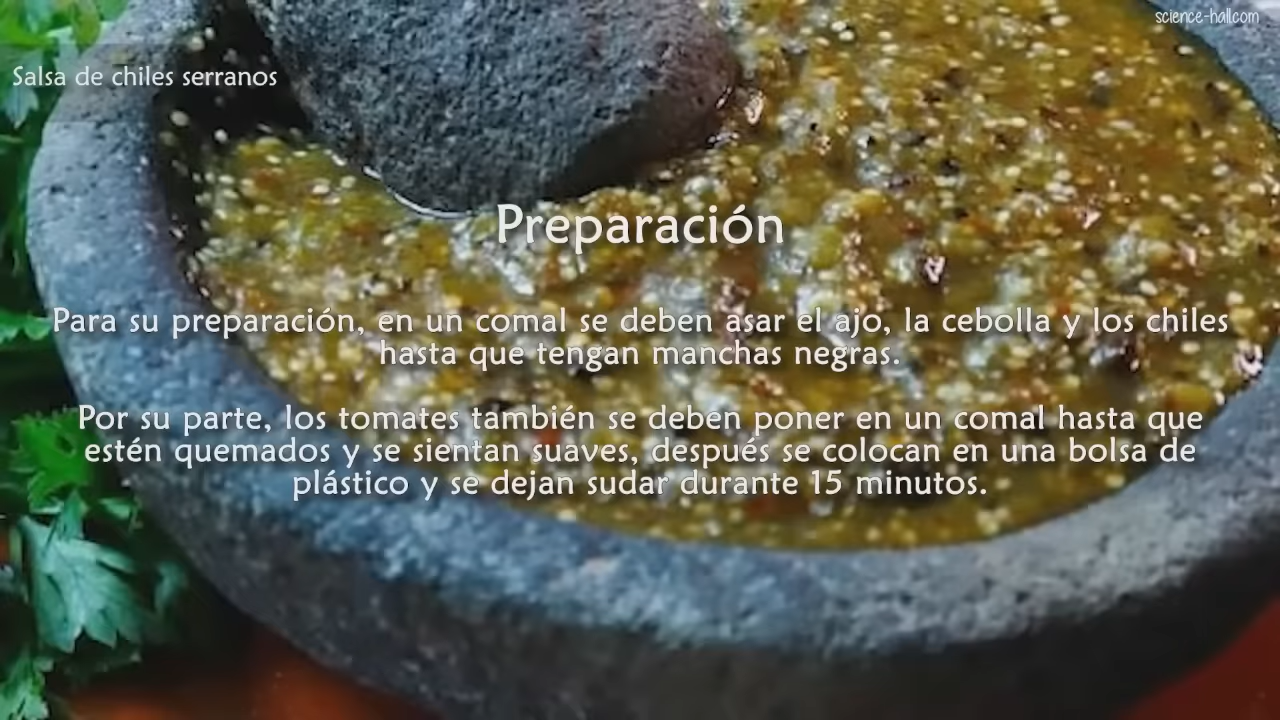 science-hall.com
Salsa de chiles serranos
Preparación
Para su preparación, en un comal se deben asar el ajo, la cebolla y los chiles
hasta que tengan manchas negras.
Por su parte, los tomates también se deben poner en un comal hasta que
estén quemados y se sientan suaves, después se colocan en una bolsa de
plástico y se dejan sudar durante 15 minutos.